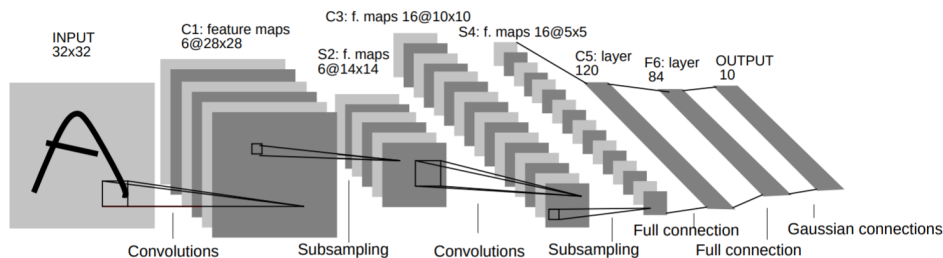 INPUT
32x32
C1: feature maps
6@28x28
S2: f. maps
6@14x14
C3: f. maps 16@10x10
S4: f. maps 16@5x5
C5: layer
120
F6: layer
84
OUTPUT
10
Convolutions
Subsampling
Convolutions
Subsampling
Full connection
Full connection
Gaussian connections